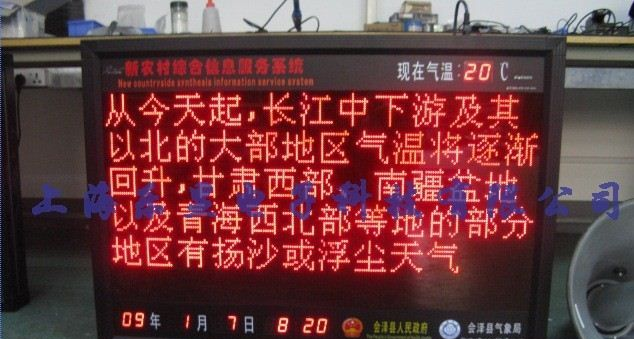 新农村综合信息服务系统
New countryside synthesis information service system
现在气温：20℃
从今天起，长江中下游及其
以北的大部地区气温将逐渐
回升，甘肃西部、南疆盆地
以及青海西北部等地的部分
地区有扬沙或浮尘天气
上海东星电子科技有限公司
09年 1月 7日 8 20
会泽县人民政府
会泽县气象局